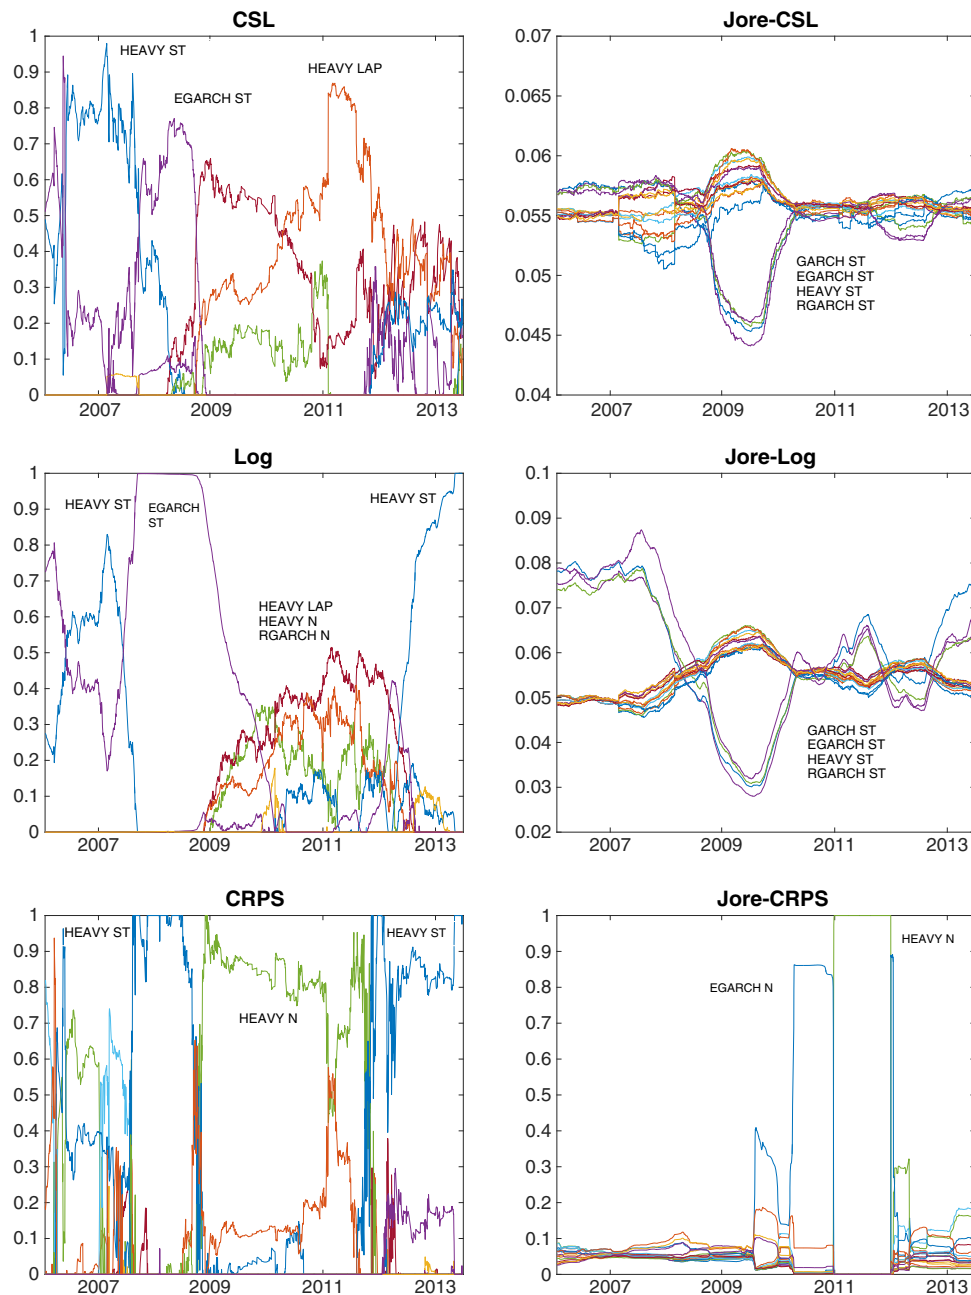 CSL
1
0.9
0.8
0.7
0.6
0.5
0.4
0.3
0.2
0.1
0
HEAVY ST
EGARCH ST
HEAVY LAP
2007
2009
2011
2013
Jore-CSL
0.07
0.065
0.06
0.055
0.05
0.045
0.04
GARCH ST
EGARCH ST
HEAVY ST
RGARCH ST
2007
2009
2011
2013
Log
1
0.9
0.8
0.7
0.6
0.5
0.4
0.3
0.2
0.1
0
HEAVY ST
EGARCH
ST
HEAVY ST
HEAVY LAP
HEAVY N
RGARCH N
2007
2009
2011
2013
Jore-Log
0.1
0.09
0.08
0.07
0.06
0.05
0.04
0.03
0.02
GARCH ST
EGARCH ST
HEAVY ST
RGARCH ST
2007
2009
2011
2013
CRPS
1
0.9
0.8
0.7
0.6
0.5
0.4
0.3
0.2
0.1
0
HEAVY ST
HEAVY N
HEAVY ST
2007
2009
2011
2013
Jore-CRPS
1
0.9
0.8
0.7
0.6
0.5
0.4
0.3
0.2
0.1
0
EGARCH N
HEAVY N
2007
2009
2011
2013